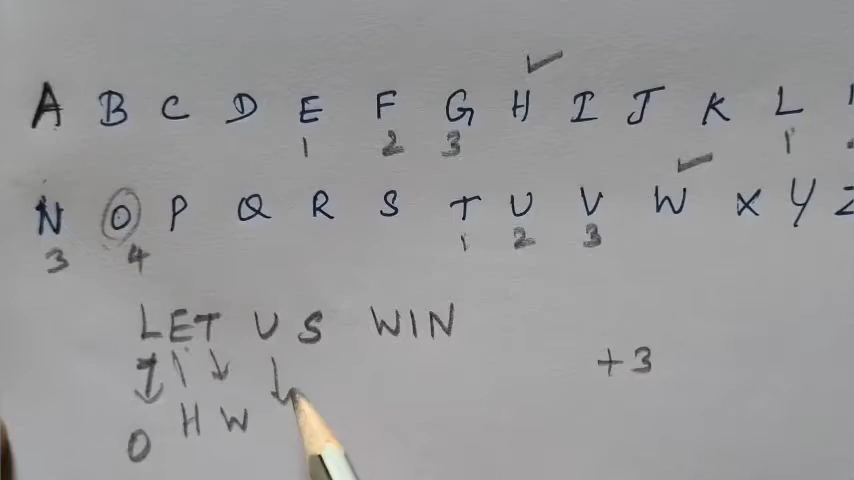 A B C D E F G H I J K L
1 2 3 1
N O P Q R S T U V W X Y Z
3 4 1 2 3
LET US WIN
+3
O H W